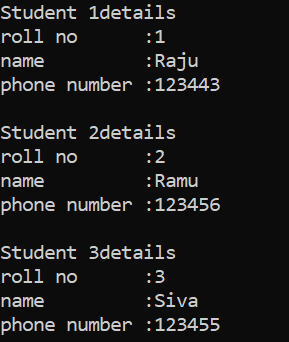 Student 1details
roll no      :1
name         :Raju
phone number :123443

Student 2details
roll no      :2
name         :Ramu
phone number :123456

Student 3details
roll no      :3
name         :Siva
phone number :123455